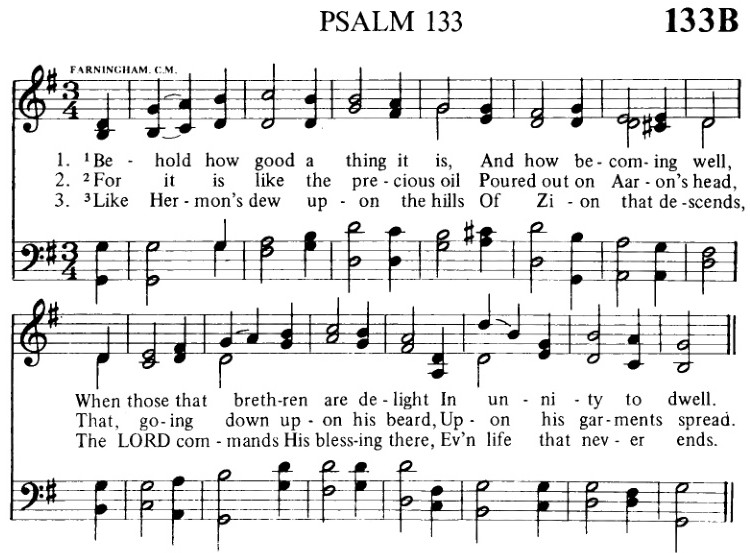 PSALM 133 133B
FARNINGHAM. C.M.
3
4
1. ¹Be - hold how good a thing it is, And how be - com - ing well,
2. ²For it is like the pre - cious oil Poured out on Aar - on's head,
3. ³Like Her - mon's dew up - on the hills Of Zi - on that de - scends,
3
4
When those that breth - ren are de - light In un - ni - ty to dwell.
That, go - ing down up - on his beard, Up - on his gar - ments spread.
The LORD com - mands His bless - ing there, Ev'n life that nev - er ends.